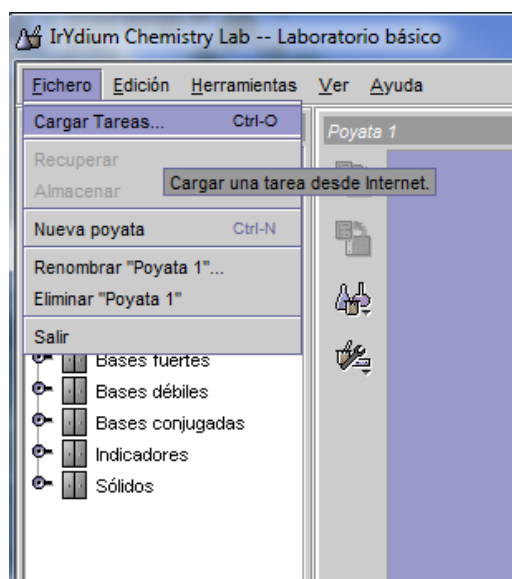 IrYdium Chemistry Lab -- Laboratorio básico
Fichero Edición Herramientas Ver Ayuda
Cargar Tareas... Ctrl-O
Poyata 1
Recuperar
Almacenar
Cargar una tarea desde Internet.
Nueva poyata Ctrl-N
Renombrar "Poyata 1"...
Eliminar "Poyata 1"
Salir
Bases fuertes
Bases débiles
Bases conjugadas
Indicadores
Sólidos